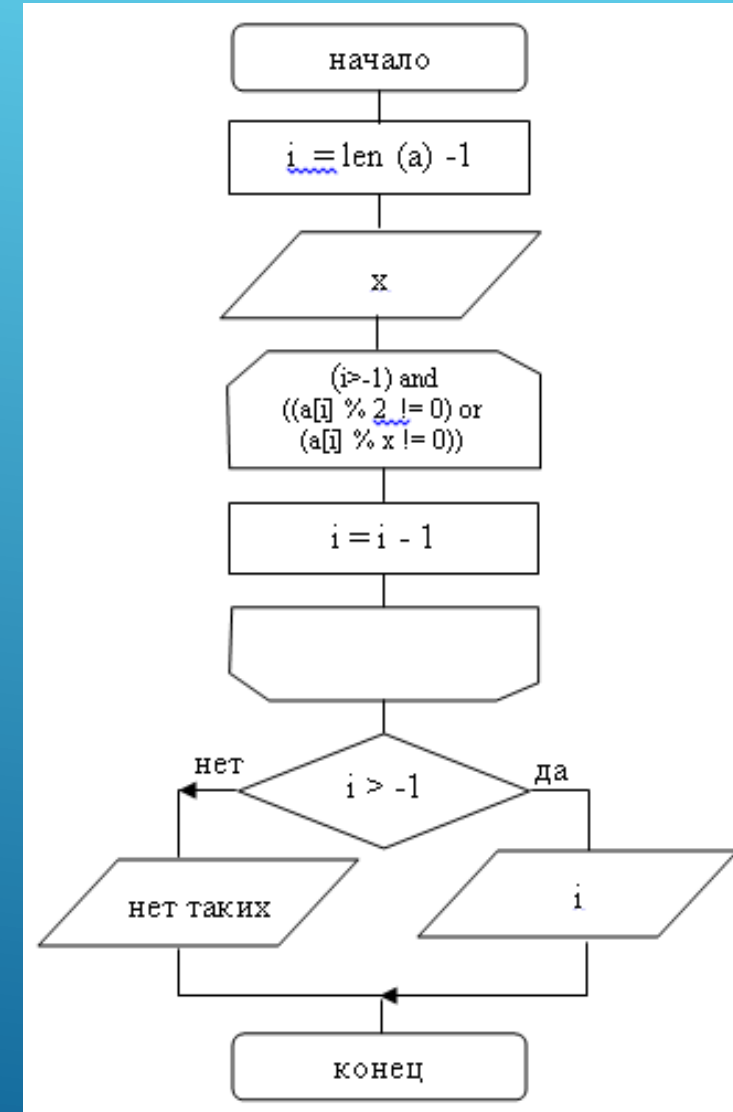 начало
i = len (a) -1
x
(i>-1) and
((a[i] % 2 != 0) or
(a[i] % x != 0))
i = i - 1
нет
да
i > -1
нет таких
i
конец